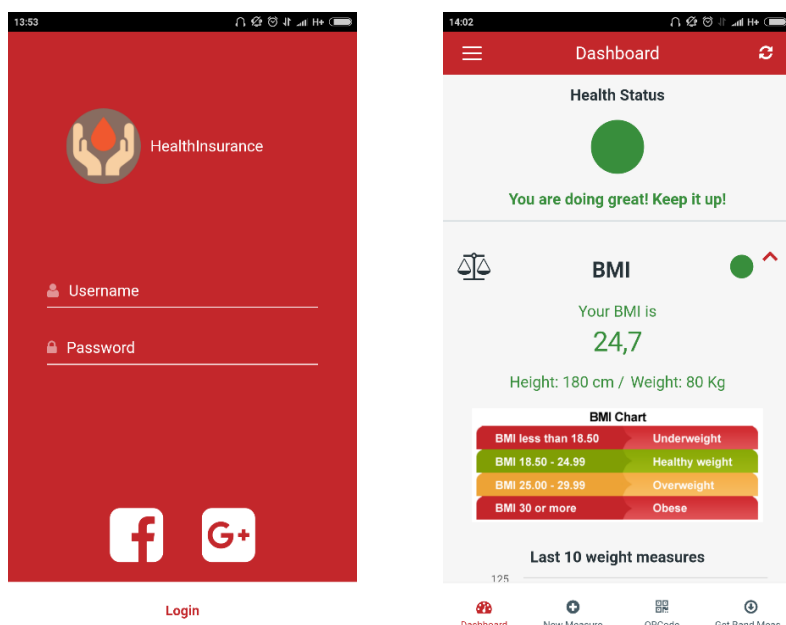 13:53
H+
HealthInsurance
Username
Password
f
G+
Login
14:02
H+
Dashboard
Health Status
You are doing great! Keep it up!
BMI
Your BMI is
24,7
Height: 180 cm / Weight: 80 Kg
BMI Chart
BMI less than 18.50 Underweight
BMI 18.50 - 24.99 Healthy weight
BMI 25.00 - 29.99 Overweight
BMI 30 or more Obese
Last 10 weight measures
125
Dashboard New Measure QRCode Get Band Meas